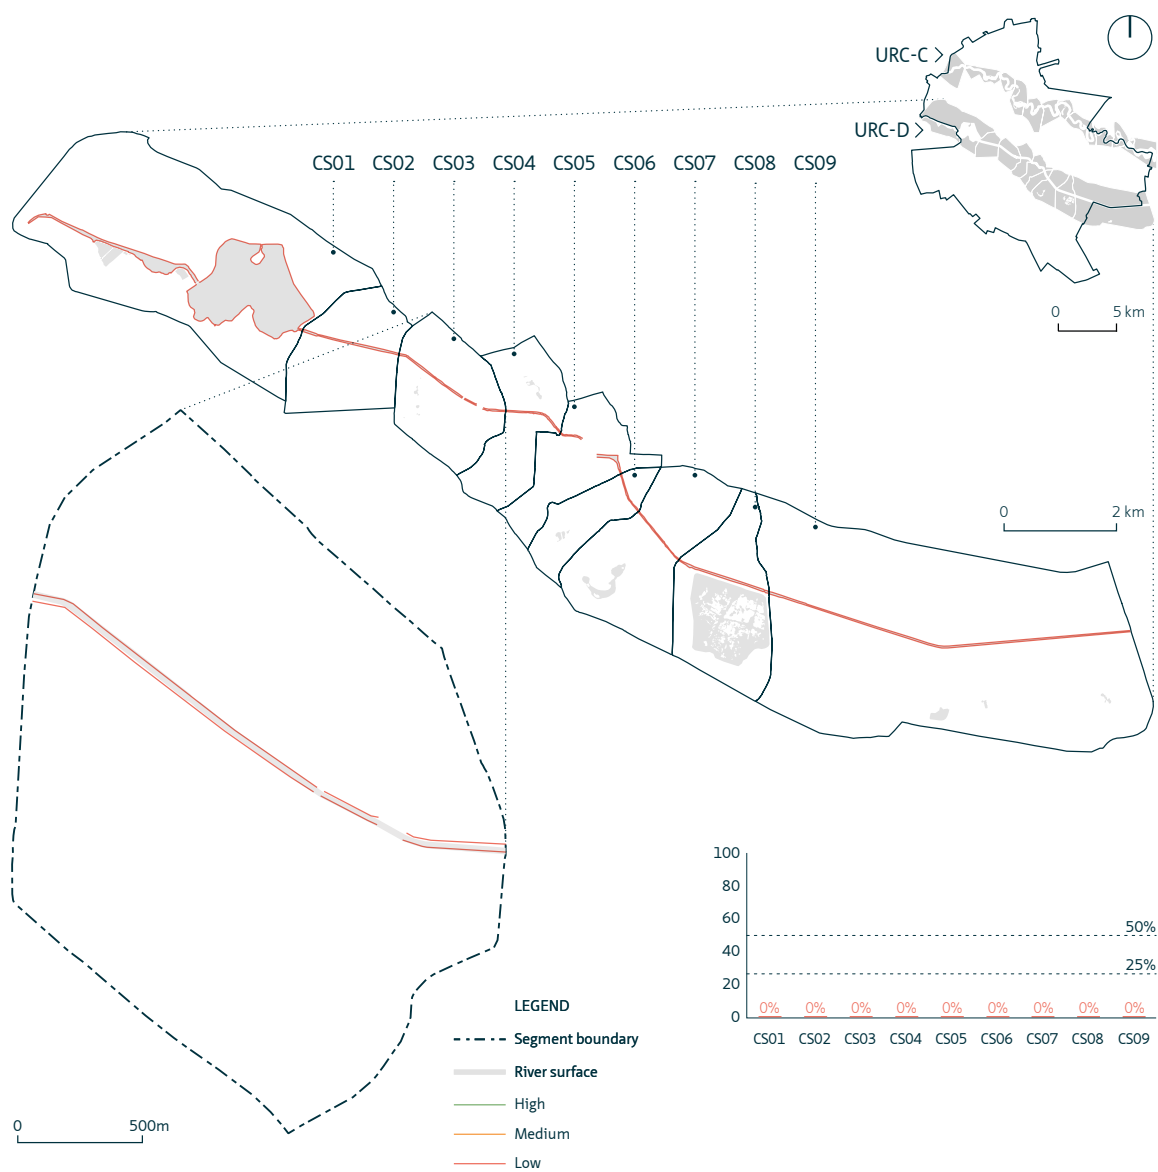 URC-C
URC-D
CS01 CS02 CS03 CS04 CS05 CS06 CS07 CS08 CS09
0 5 km
0 2 km
100
80
60
40
20
0
50%
25%
0% 0% 0% 0% 0% 0% 0% 0% 0%
CS01 CS02 CS03 CS04 CS05 CS06 CS07 CS08 CS09
LEGEND
Segment boundary
River surface
High
Medium
Low
0 500m